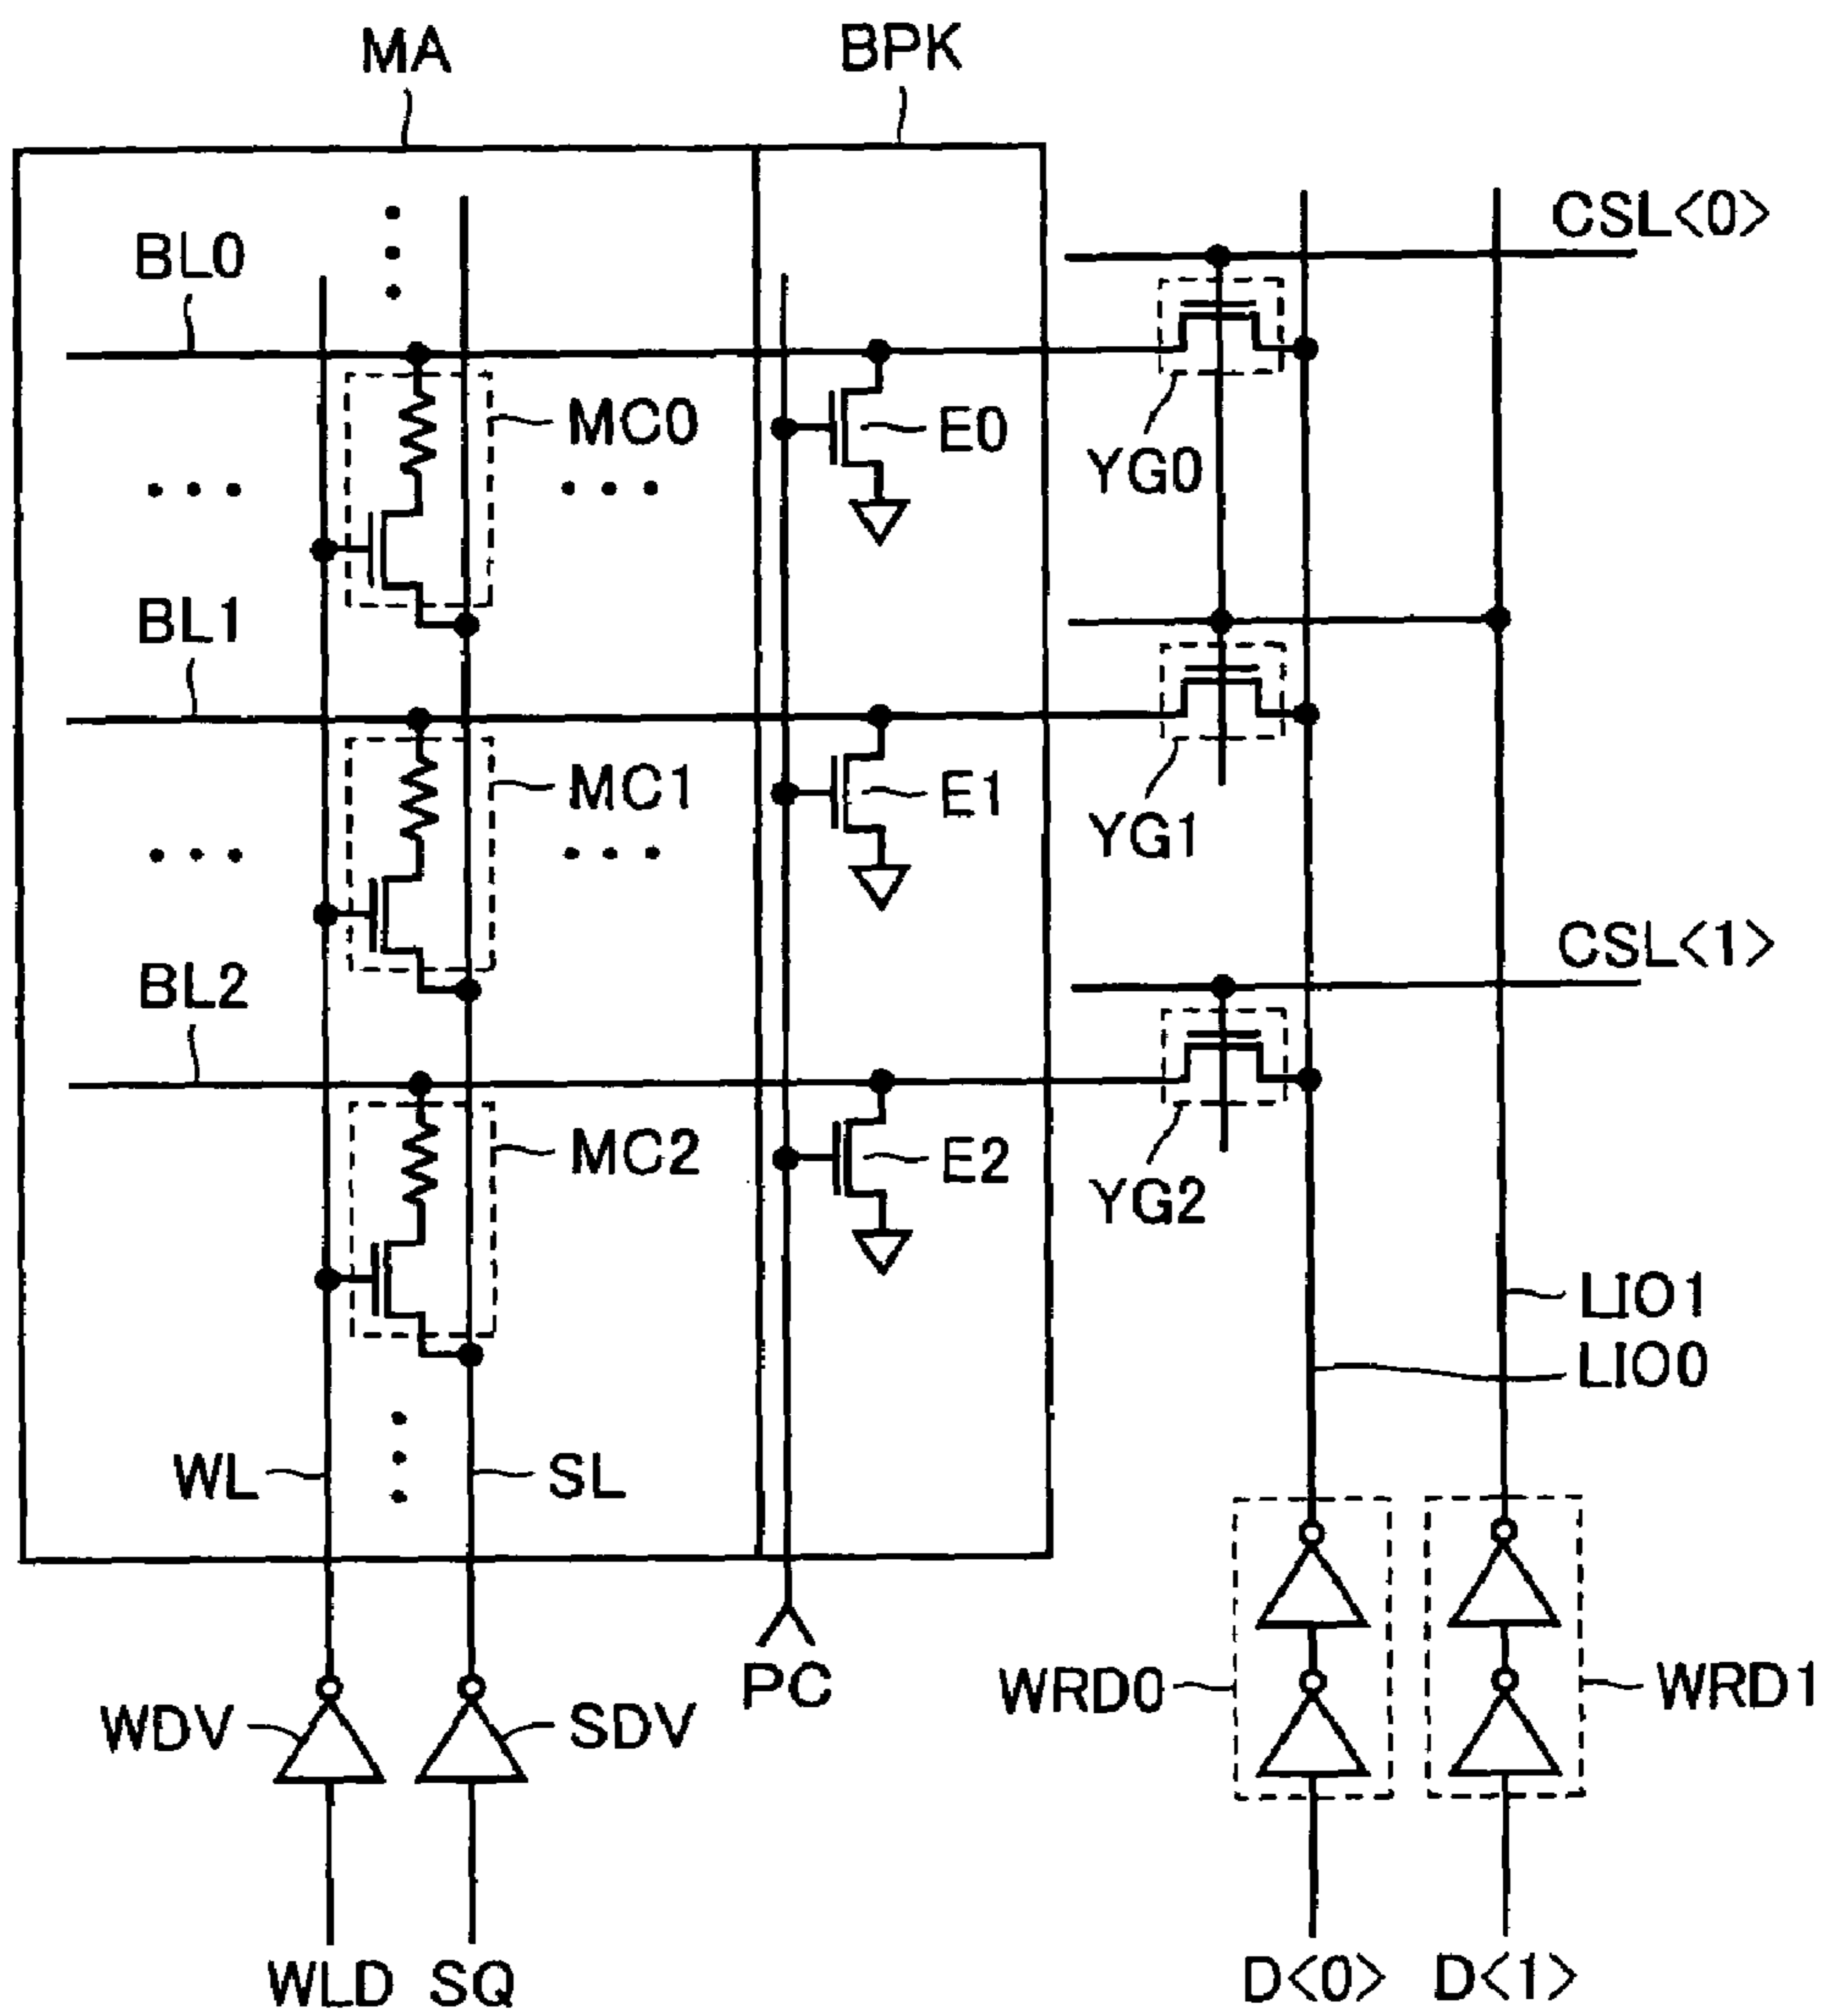 MA
BPK
CSL<0>
BL0
MC0
E0
YG0
BL1
MC1
E1
YG1
CSL<1>
BL2
MC2
E2
YG2
LIO1
LIO0
WL
SL
PC
WRD0
WRD1
WDV
SDV
WLD
SQ
D<0>
D<1>